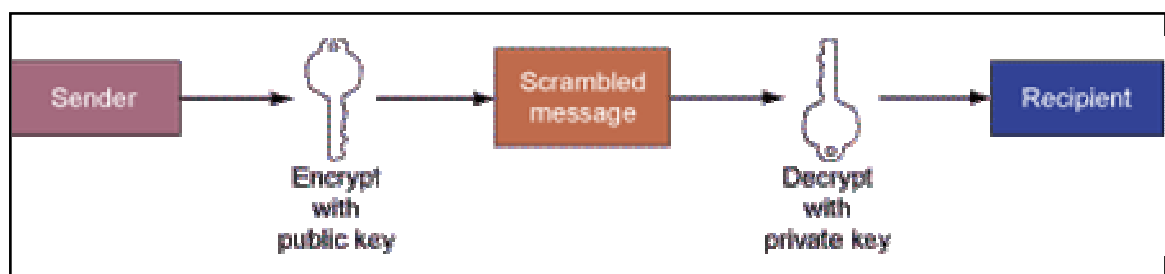 Sender
Encrypt
with
public key
Scrambled
message
Decrypt
with
private key
Recipient